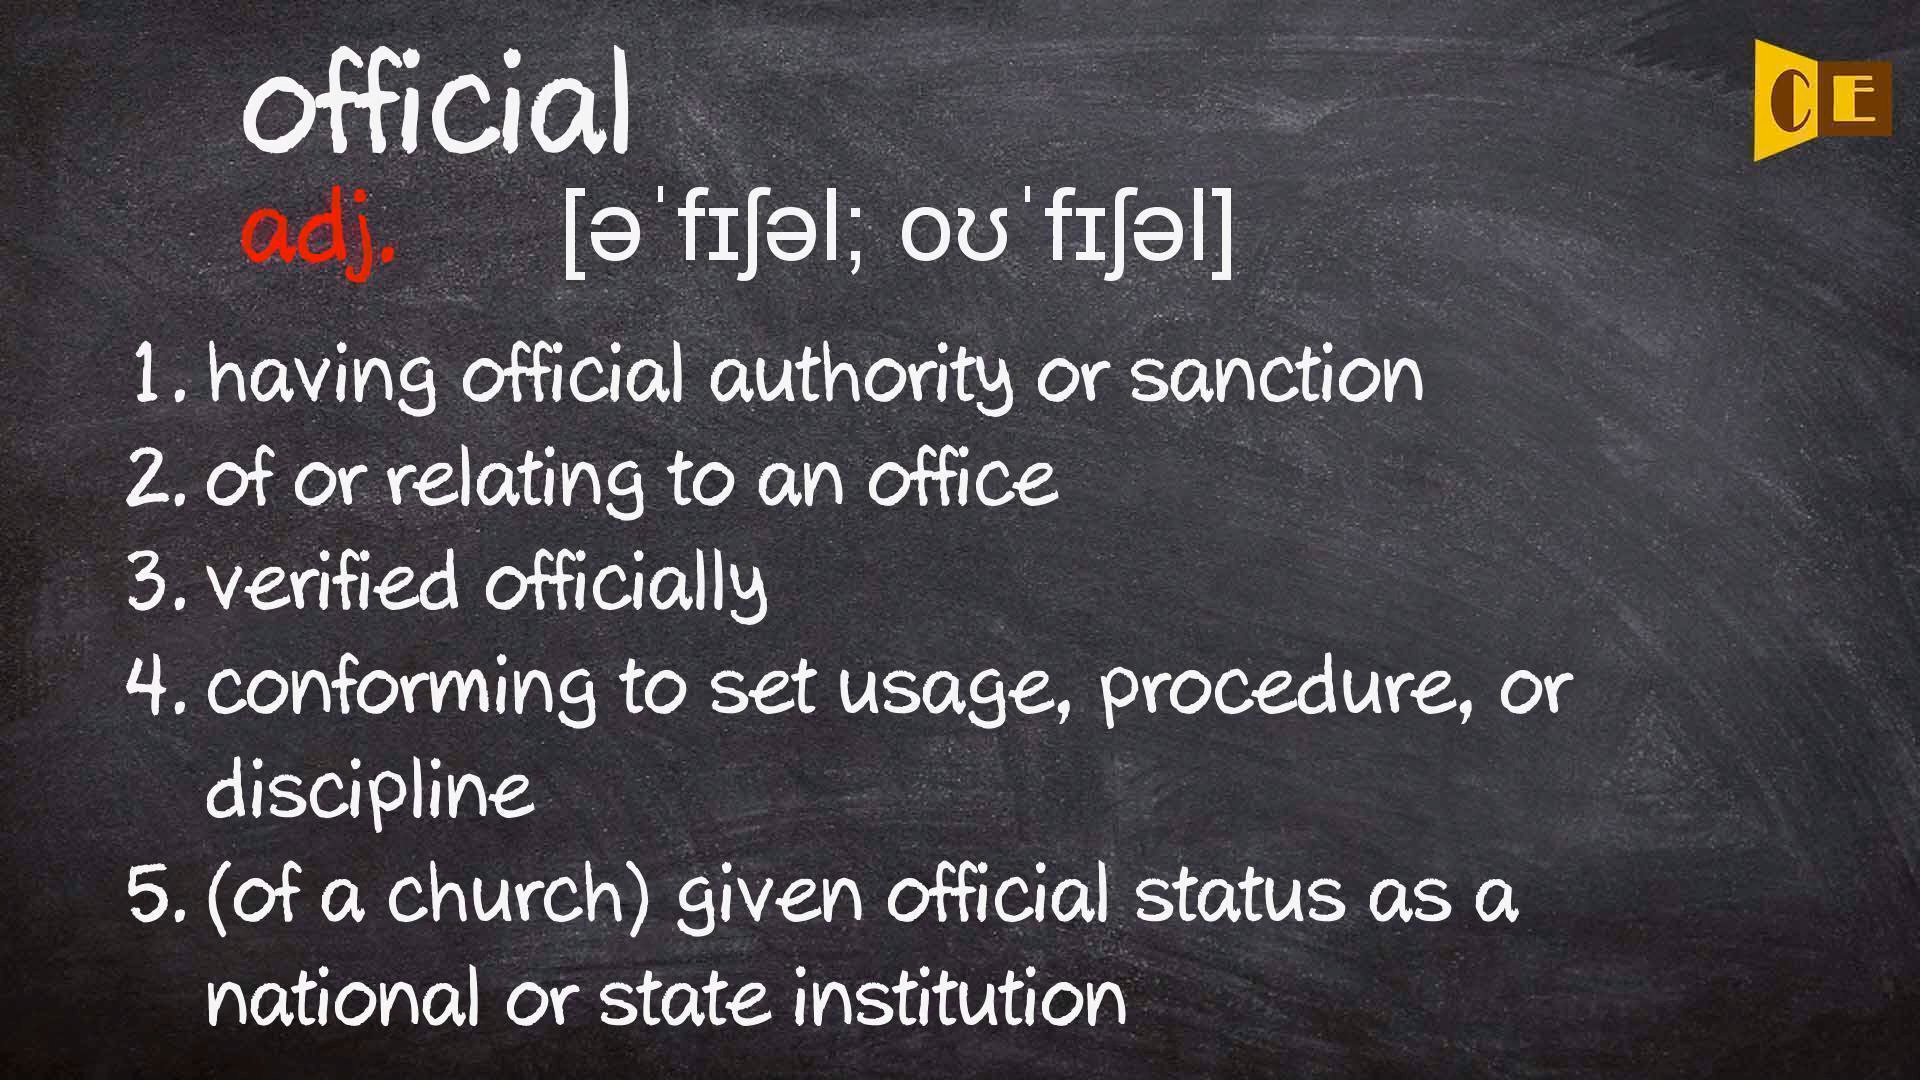 official
CE
adj. [əˈfɪʃəl; oʊˈfɪʃəl]
1. having official authority or sanction
2. of or relating to an office
3. verified officially
4. conforming to set usage, procedure, or
discipline
5. (of a church) given official status as a
national or state institution